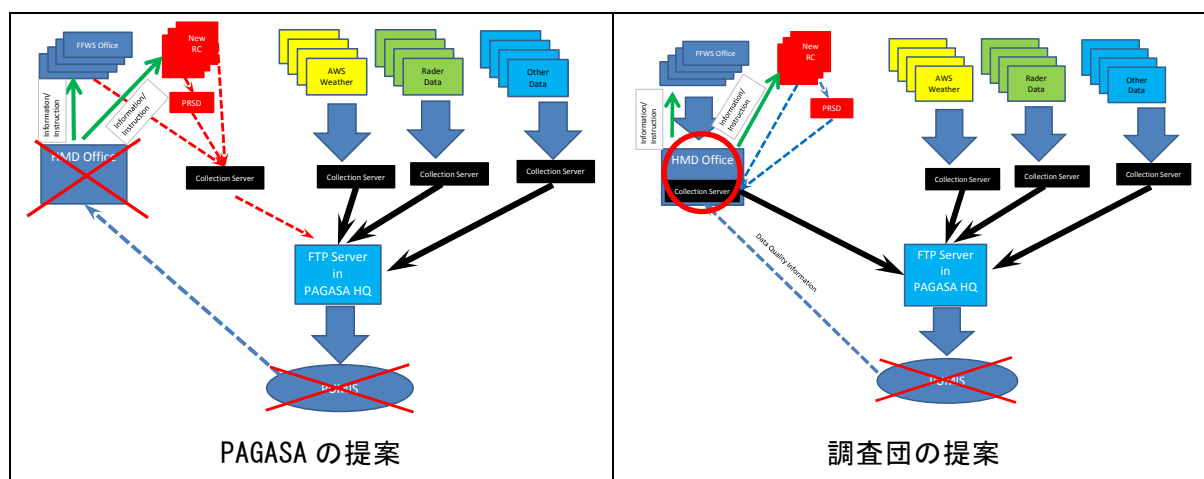 FFWS Office
New
RC
AWS
Weather
Rader
Data
Other
Data
PRSD
Information/
Instruction
Information/
Instruction
HMD Office
Collection Server
Collection Server
Collection Server
Collection Server
FTP Server
in
PAGASA HQ
PUMIS
PAGASA の提案
FFWS Office
New
RC
AWS
Weather
Rader
Data
Other
Data
PRSD
Information/
Instruction
Information/
Instruction
HMD Office
Collection Server
Collection Server
Collection Server
Collection Server
Data Quality information
FTP Server
in
PAGASA HQ
PUMIS
調査団の提案